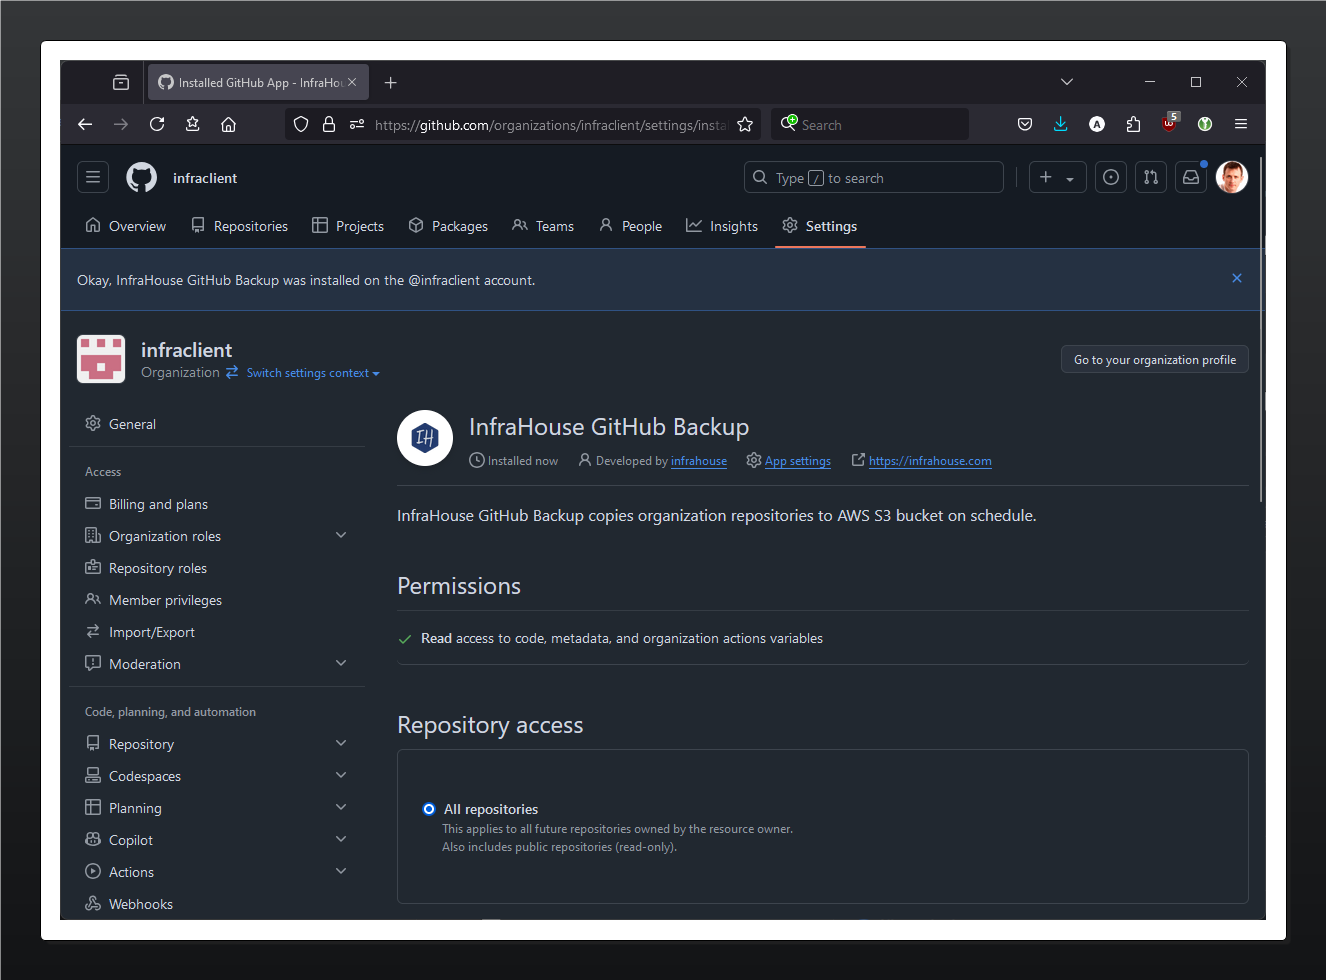 Installed GitHub App - InfraHou
https://github.com/organizations/infraclient/settings/insta
Search
5
infraclient
Type / to search
Overview
Repositories
Projects
Packages
Teams
People
Insights
Settings
Okay, InfraHouse GitHub Backup was installed on the @infraclient account.
infraclient
Organization
Switch settings context
Go to your organization profile
General
Access
Billing and plans
Organization roles
Repository roles
Member privileges
Import/Export
Moderation
Code, planning, and automation
Repository
Codespaces
Planning
Copilot
Actions
Webhooks
IH
InfraHouse GitHub Backup
Installed now
Developed by infrahouse
App settings
https://infrahouse.com
InfraHouse GitHub Backup copies organization repositories to AWS S3 bucket on schedule.
Permissions
Read access to code, metadata, and organization actions variables
Repository access
All repositories
This applies to all future repositories owned by the resource owner.
Also includes public repositories (read-only).